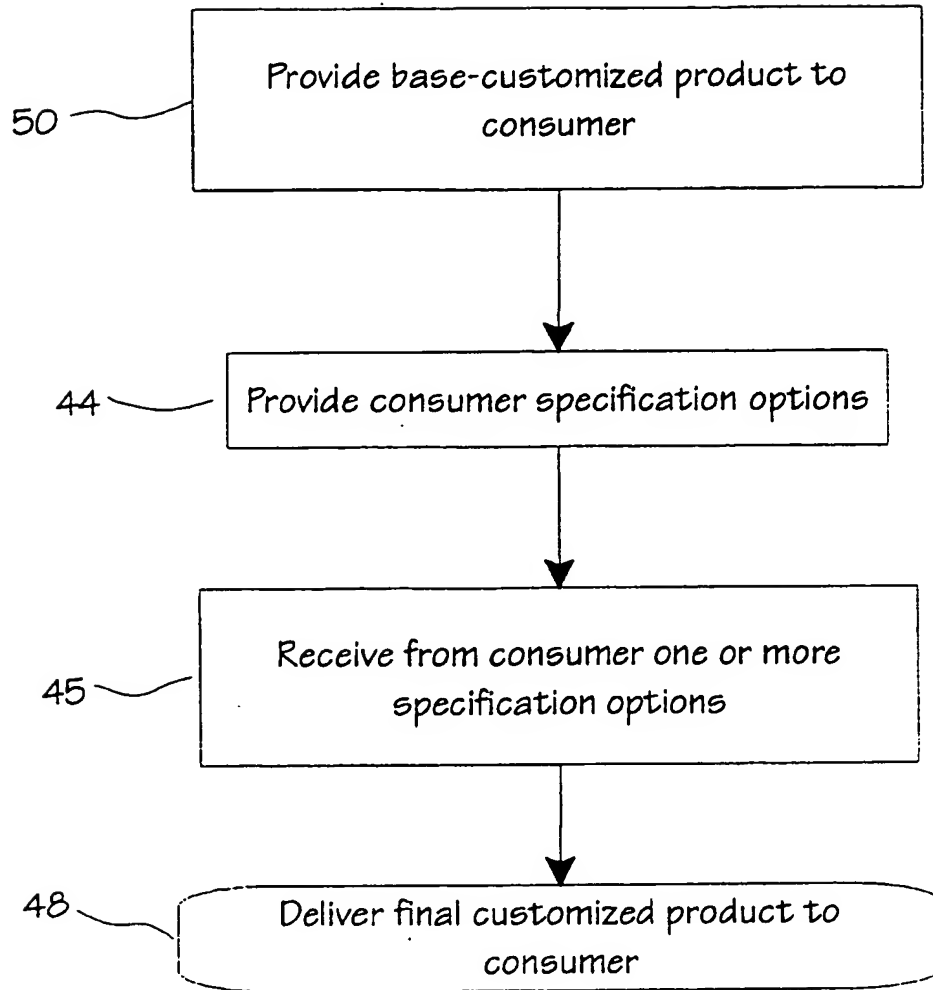 Provide base-customized product to
consumer
50
Provide consumer specification options
44
Receive from consumer one or more
specification options
45
Deliver final customized product to
consumer
48